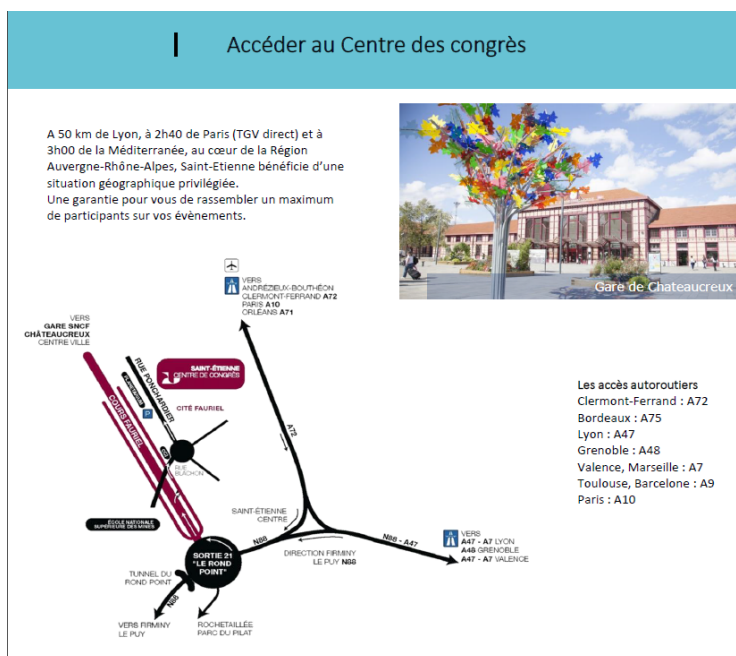 Accéder au Centre des congrès
A 50 km de Lyon, à 2h40 de Paris (TGV direct) et à
3h00 de la Méditerranée, au cœur de la Région
Auvergne-Rhône-Alpes, Saint-Etienne bénéficie d'une
situation géographique privilégiée.
Une garantie pour vous de rassembler un maximum
de participants sur vos évènements.
Gare de Chateaucreux
VERS
ANDRÉZIEUX-BOUTHÉON
CLERMONT-FERRAND A72
PARIS A10
ORLÉANS A71
VERS
GARE SNCF
CHÂTEAUCREUX
CENTRE VILLE
RUE PONCHARDIER
SAINT-ÉTIENNE
CENTRE DE CONGRÈS
P
CITÉ FAURIEL
COURS FAURIEL
RUE
BLACHON
A72
ÉCOLE NATIONALE
SUPÉRIEURE DES MINES
SAINT-ÉTIENNE
CENTRE
N88
N88 - A47
VERS
A47 - A7 LYON
A48 GRENOBLE
A47 - A7 VALENCE
DIRECTION FIRMINY
LE PUY N88
SORTIE 21
"LE ROND
POINT"
TUNNEL DU
ROND POINT
N88
VERS FIRMINY
LE PUY
ROCHETAILLÉE
PARC DU PILAT
Les accès autoroutiers
Clermont-Ferrand : A72
Bordeaux : A75
Lyon : A47
Grenoble : A48
Valence, Marseille : A7
Toulouse, Barcelone : A9
Paris : A10